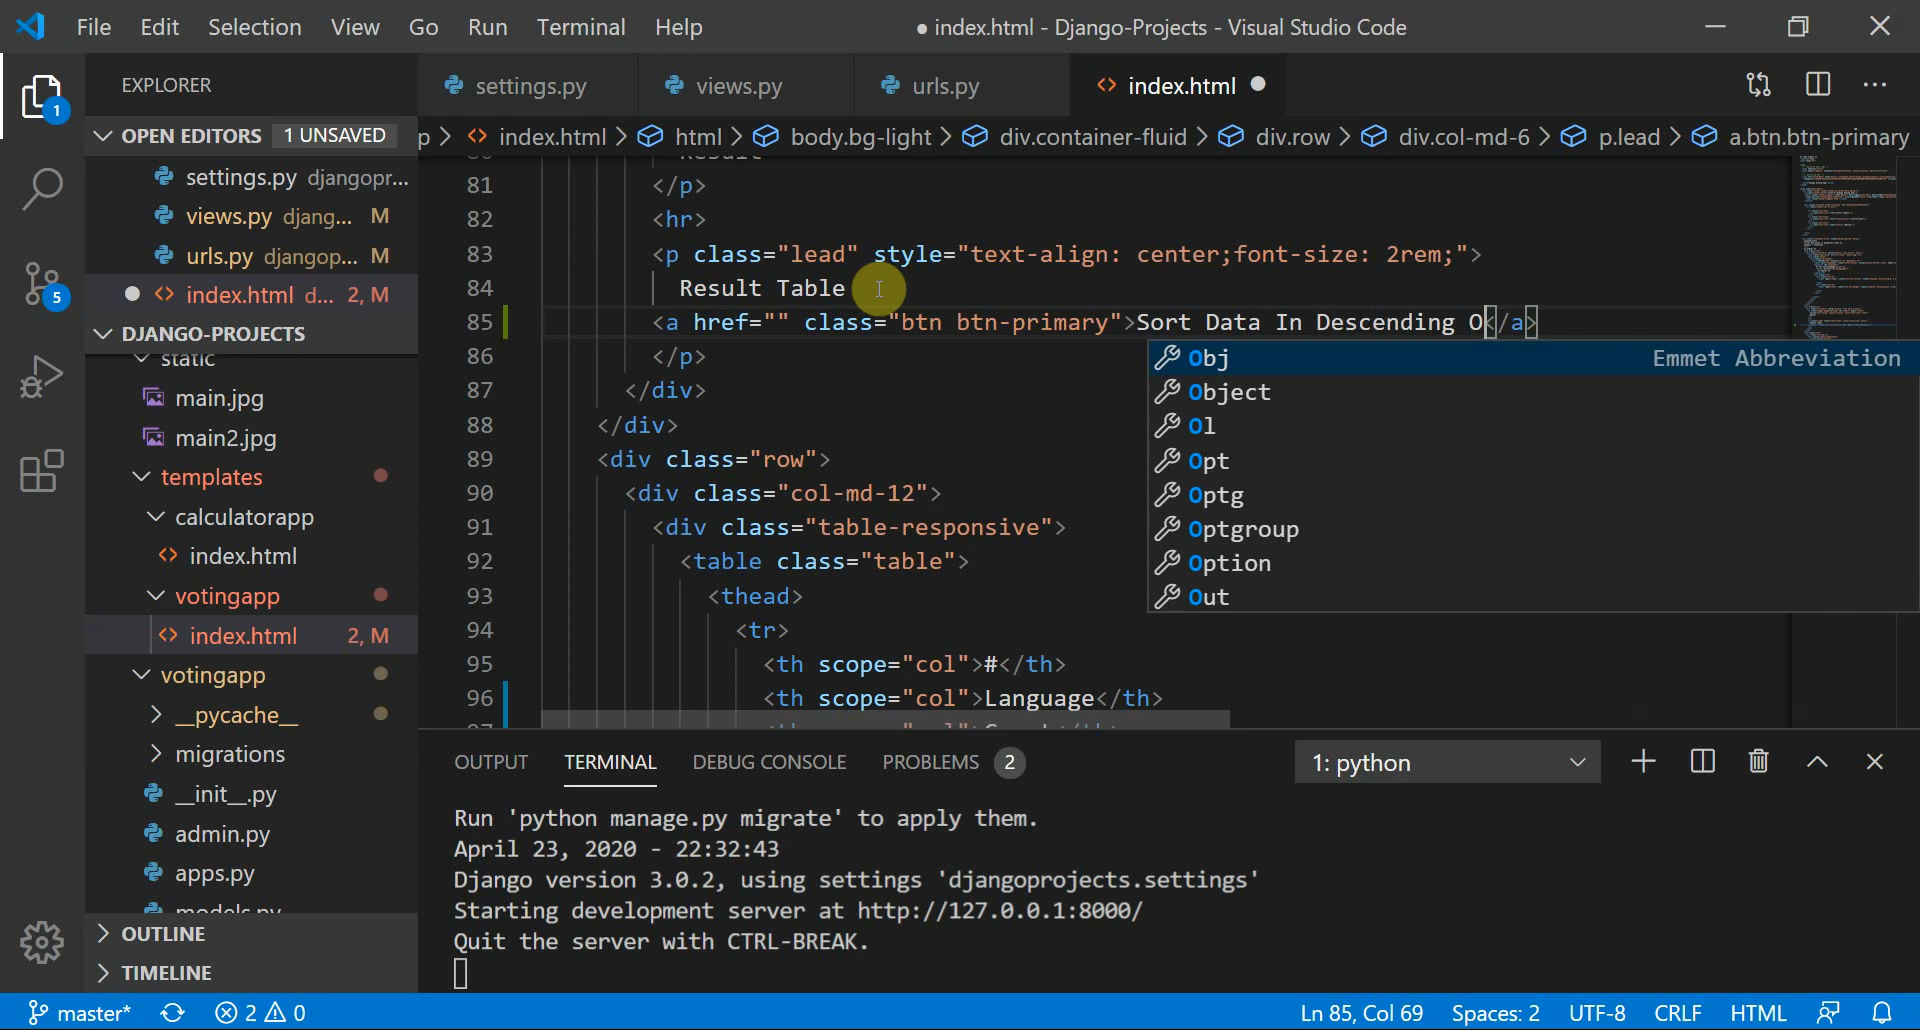 File Edit Selection View Go Run Terminal Help
● index.html - Django-Projects - Visual Studio Code
EXPLORER
settings.py
views.py
urls.py
index.html
OPEN EDITORS 1 UNSAVED
p > index.html > html > body.bg-light > div.container-fluid > div.row > div.col-md-6 > p.lead > a.btn.btn-primary
settings.py djangopr...
views.py djang... M
urls.py djangop... M
index.html d... 2, M
DJANGO-PROJECTS
static
main.jpg
main2.jpg
templates
calculatorapp
index.html
votingapp
index.html 2, M
votingapp
__pycache__
migrations
__init__.py
admin.py
apps.py
models.py
OUTLINE
TIMELINE
1
5
Result
81 </p>
82 <hr>
83 <p class="lead" style="text-align: center;font-size: 2rem;">
84 Result Table
85 <a href="" class="btn btn-primary">Sort Data In Descending O</a>
86 </p>
87 </div>
88 </div>
89 <div class="row">
90 <div class="col-md-12">
91 <div class="table-responsive">
92 <table class="table">
93 <thead>
94 <tr>
95 <th scope="col">#</th>
96 <th scope="col">Language</th>
Obj Emmet Abbreviation
Object
Ol
Opt
Optg
Optgroup
Option
Out
OUTPUT TERMINAL DEBUG CONSOLE PROBLEMS 2
1: python
Run 'python manage.py migrate' to apply them.
April 23, 2020 - 22:32:43
Django version 3.0.2, using settings 'djangoprojects.settings'
Starting development server at http://127.0.0.1:8000/
Quit the server with CTRL-BREAK.
master* 2 0
Ln 85, Col 69 Spaces: 2 UTF-8 CRLF HTML